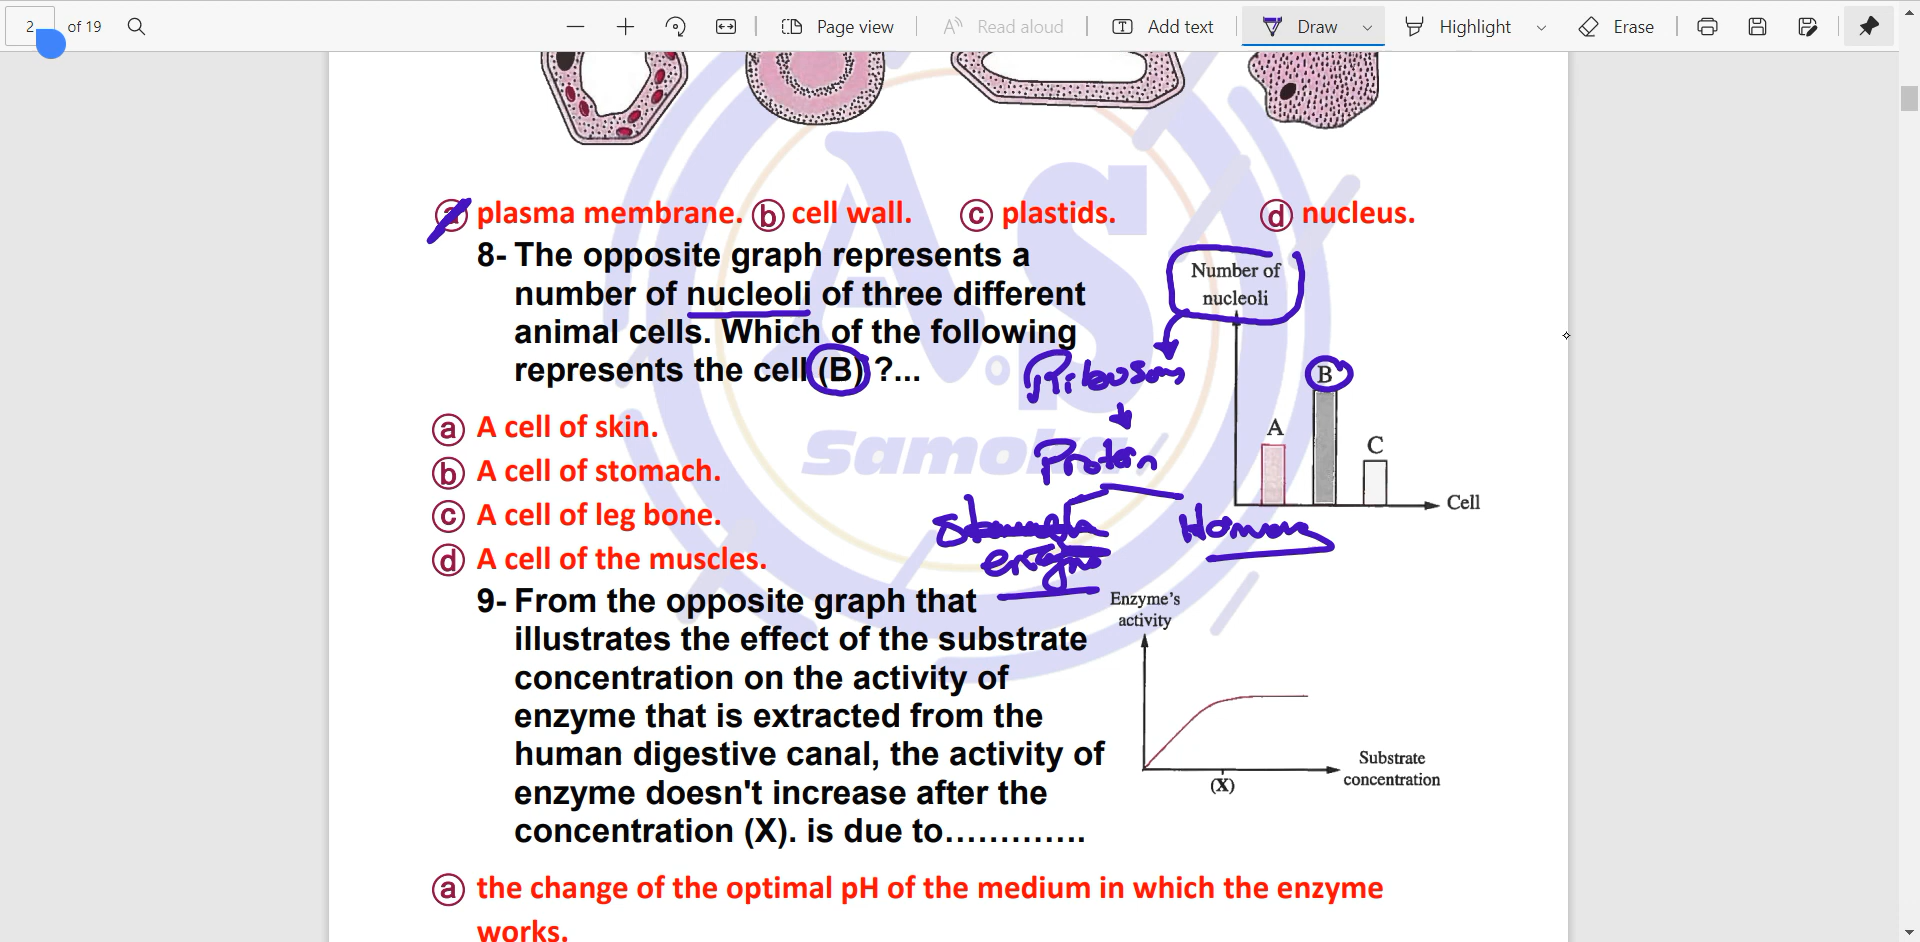 2 of 19
Page view
Read aloud
Add text
Draw
Highlight
Erase
ⓐ plasma membrane. ⓑ cell wall. ⓒ plastids. ⓓ nucleus.
8- The opposite graph represents a
number of nucleoli of three different
animal cells. Which of the following
represents the cell (B) ?...
Number of
nucleoli
B
A
C
Cell
Ribosom
Protein
Stomach
enzyme
Hormons
A.S
Samoka
ⓐ A cell of skin.
ⓑ A cell of stomach.
ⓒ A cell of leg bone.
ⓓ A cell of the muscles.
9- From the opposite graph that
illustrates the effect of the substrate
concentration on the activity of
enzyme that is extracted from the
human digestive canal, the activity of
enzyme doesn't increase after the
concentration (X). is due to.............
Enzyme's
activity
Substrate
concentration
(X)
ⓐ the change of the optimal pH of the medium in which the enzyme
works.